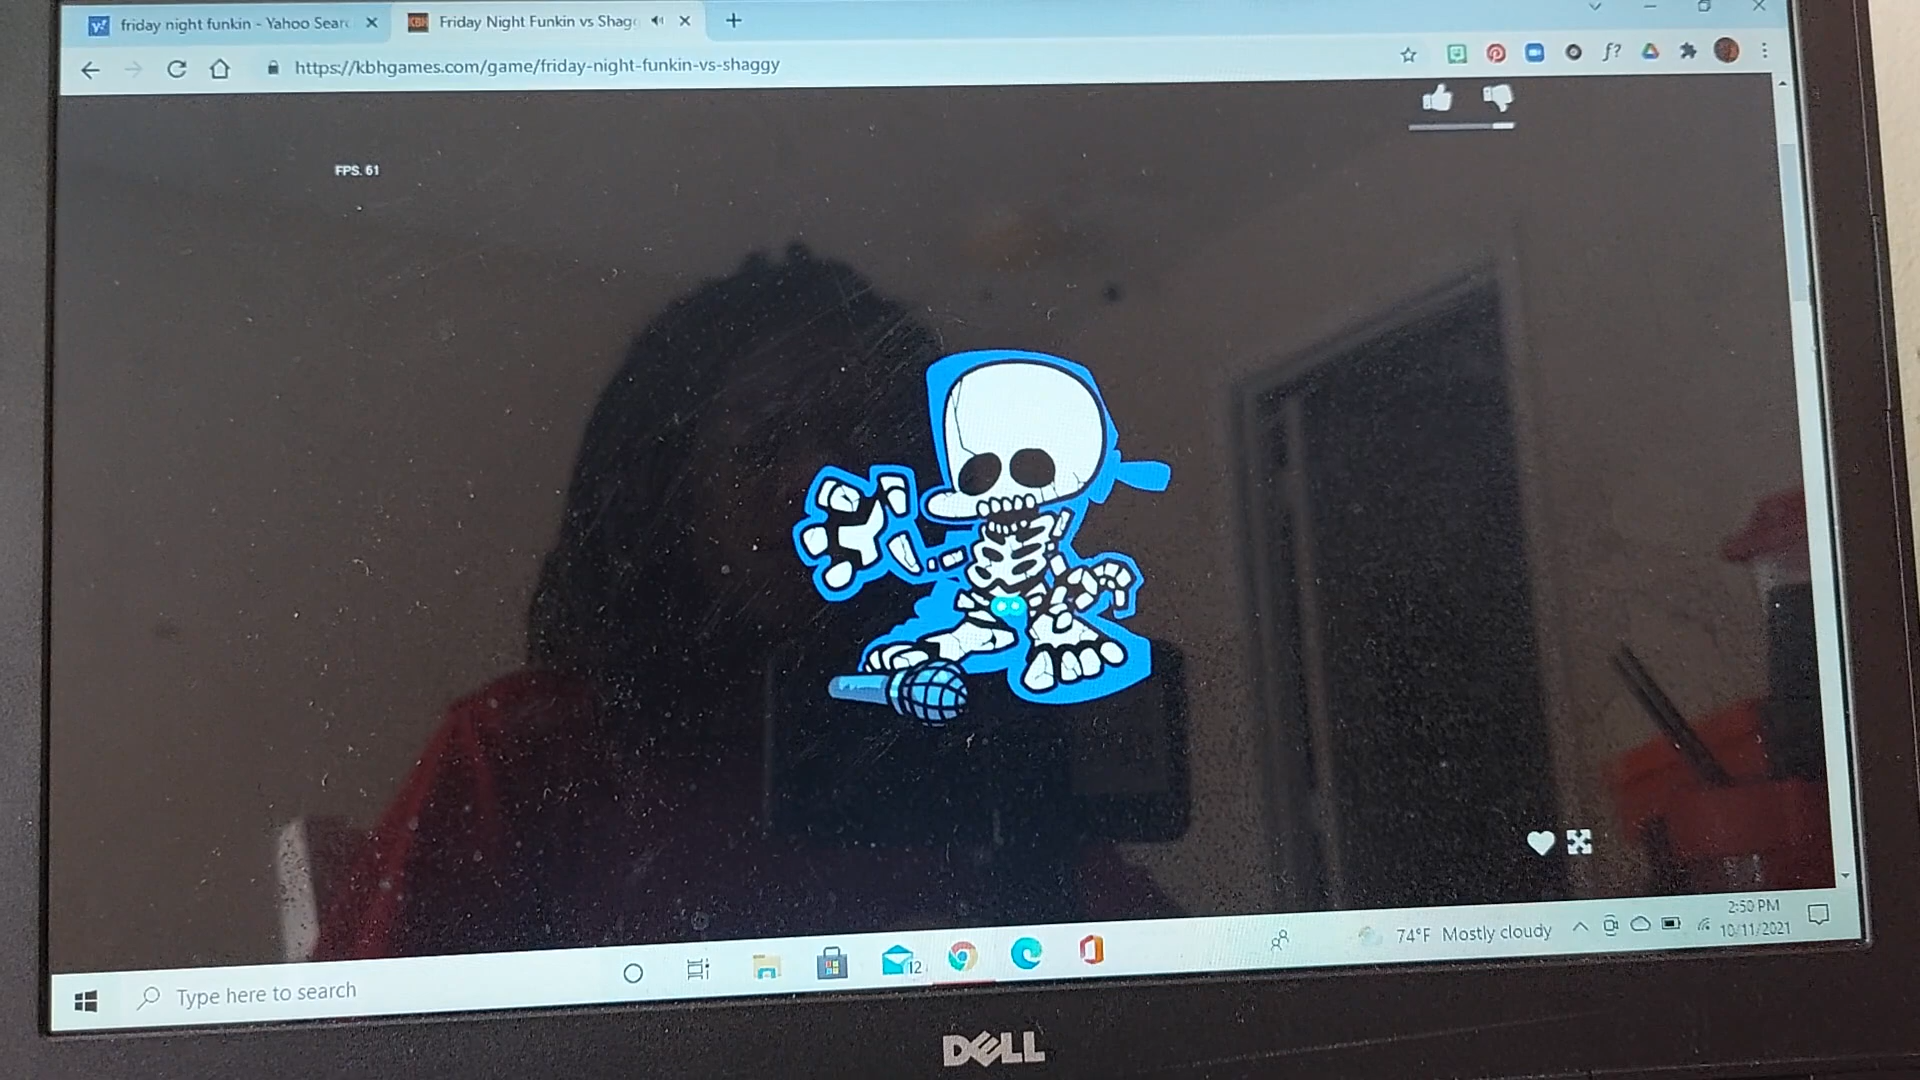 friday night funkin - Yahoo Sear
Friday Night Funkin vs Shag
https://kbhgames.com/game/friday-night-funkin-vs-shaggy
f?
FPS. 61
Type here to search
12
74°F Mostly cloudy
2:50 PM
10/11/2021
DELL